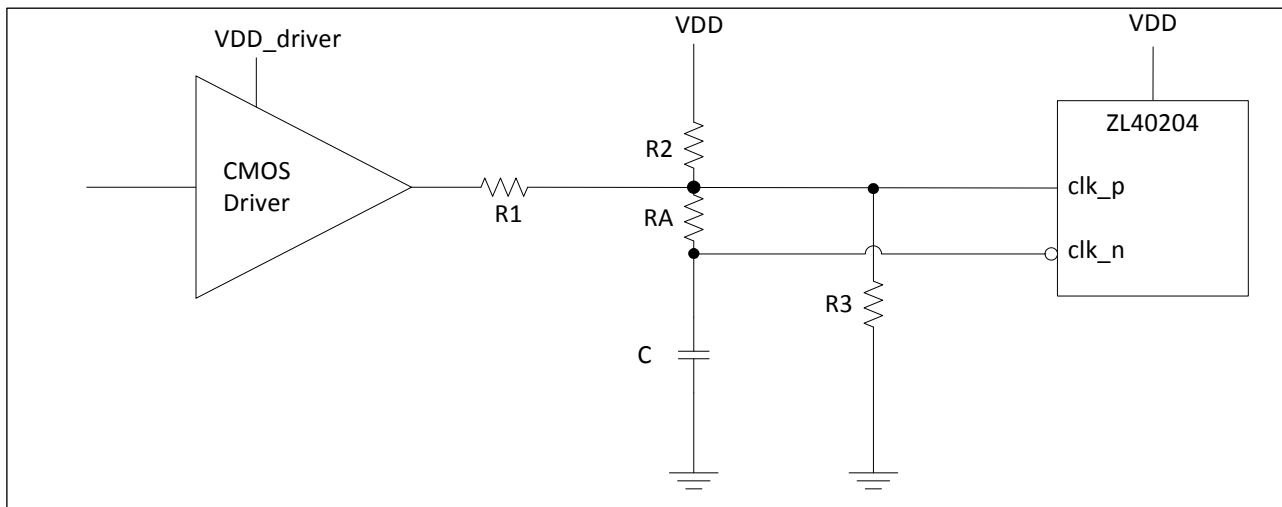 VDD_driver
VDD
VDD
ZL40204
R2
CMOS
Driver
R1
RA
clk_p
clk_n
R3
C